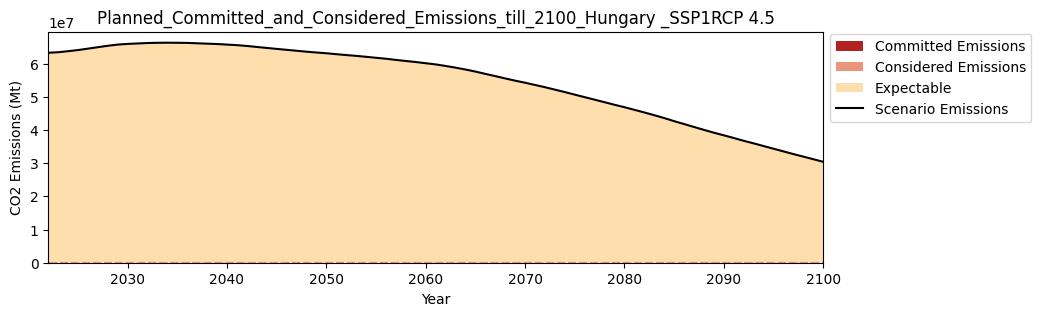 Planned_Committed_and_Considered_Emissions_till_2100_Hungary _SSP1RCP 4.5
1e7
Committed Emissions
Considered Emissions
Expectable
Scenario Emissions
CO2 Emissions (Mt)
6
5
4
3
2
1
0
2030 2040 2050 2060 2070 2080 2090 2100
Year